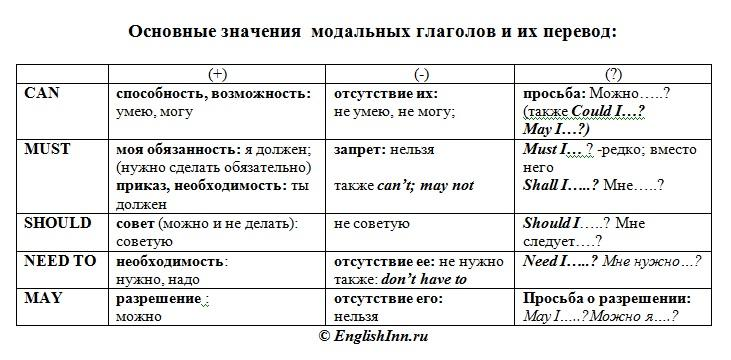 Основные значения модальных глаголов и их перевод:
(+) (-) (?)
CAN способность, возможность: отсутствие их: просьба: Можно…..?
умею, могу не умею, не могу; (также Could I…?
May I…?)
MUST моя обязанность: я должен; запрет: нельзя Must I… ? -редко; вместо
(нужно сделать обязательно) него
приказ, необходимость: ты также can’t; may not Shall I…..? Мне…..?
должен
SHOULD совет (можно и не делать): не советую Should I…..? Мне
советую следует….?
NEED TO необходимость: отсутствие ее: не нужно Need I…..? Мне нужно…?
нужно, надо также: don’t have to
MAY разрешение : отсутствие его: Просьба о разрешении:
можно нельзя May I…..? Можно я….?
© EnglishInn.ru